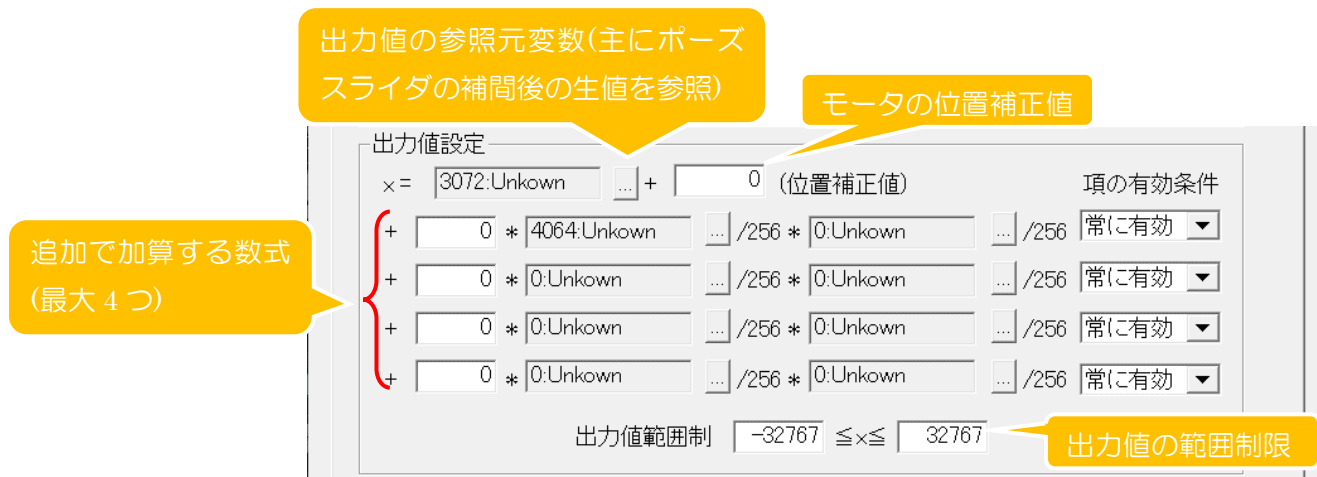 出力値の参照元変数(主にポーズ
スライダの補間後の生値を参照)
モータの位置補正値
出力値設定
x= 3072:Unkown ... + 0 (位置補正値) 項の有効条件
+ 0 * 4064:Unkown ... /256 * 0:Unkown ... /256 常に有効
追加で加算する数式
(最大 4 つ)
+ 0 * 0:Unkown ... /256 * 0:Unkown ... /256 常に有効
+ 0 * 0:Unkown ... /256 * 0:Unkown ... /256 常に有効
+ 0 * 0:Unkown ... /256 * 0:Unkown ... /256 常に有効
出力値範囲制 -32767 ≦x≦ 32767
出力値の範囲制限